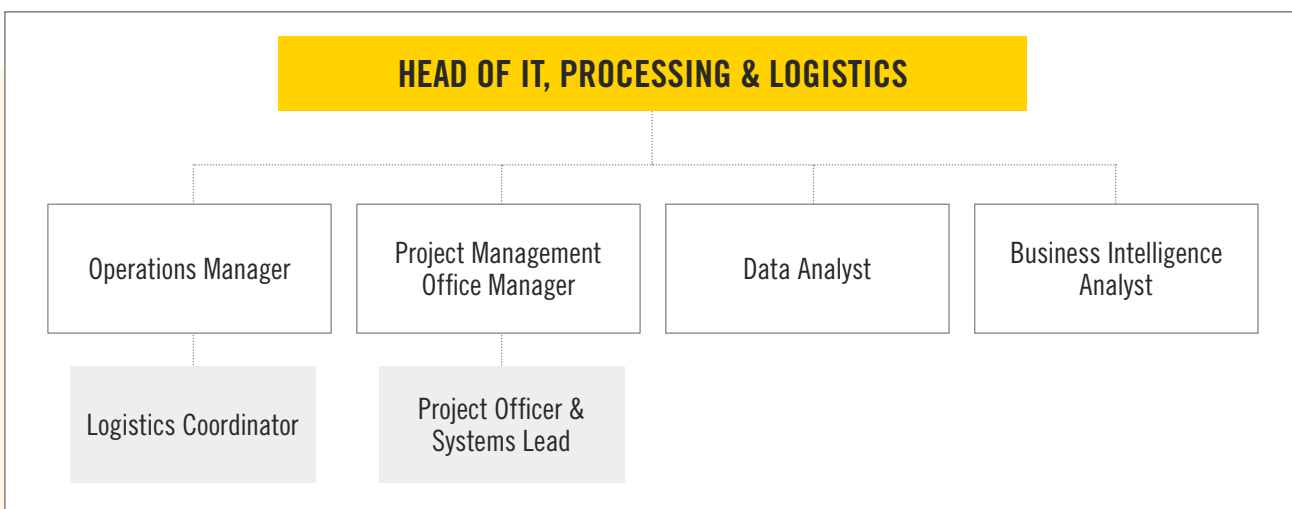 HEAD OF IT, PROCESSING & LOGISTICS
Operations Manager
Project Management
Office Manager
Data Analyst
Business Intelligence
Analyst
Logistics Coordinator
Project Officer &
Systems Lead